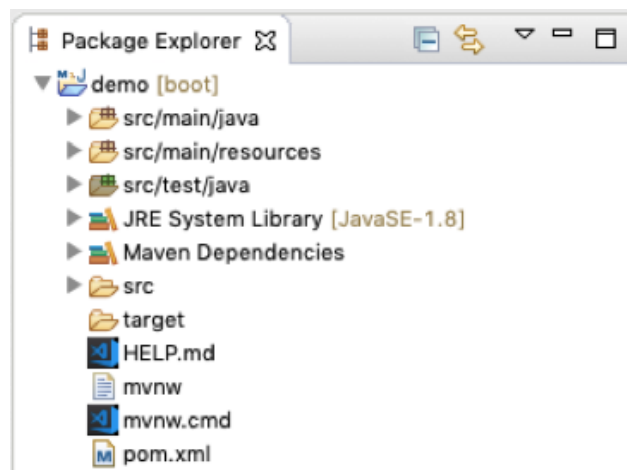 Package Explorer
demo [boot]
src/main/java
src/main/resources
src/test/java
JRE System Library [JavaSE-1.8]
Maven Dependencies
src
target
HELP.md
mvnw
mvnw.cmd
pom.xml